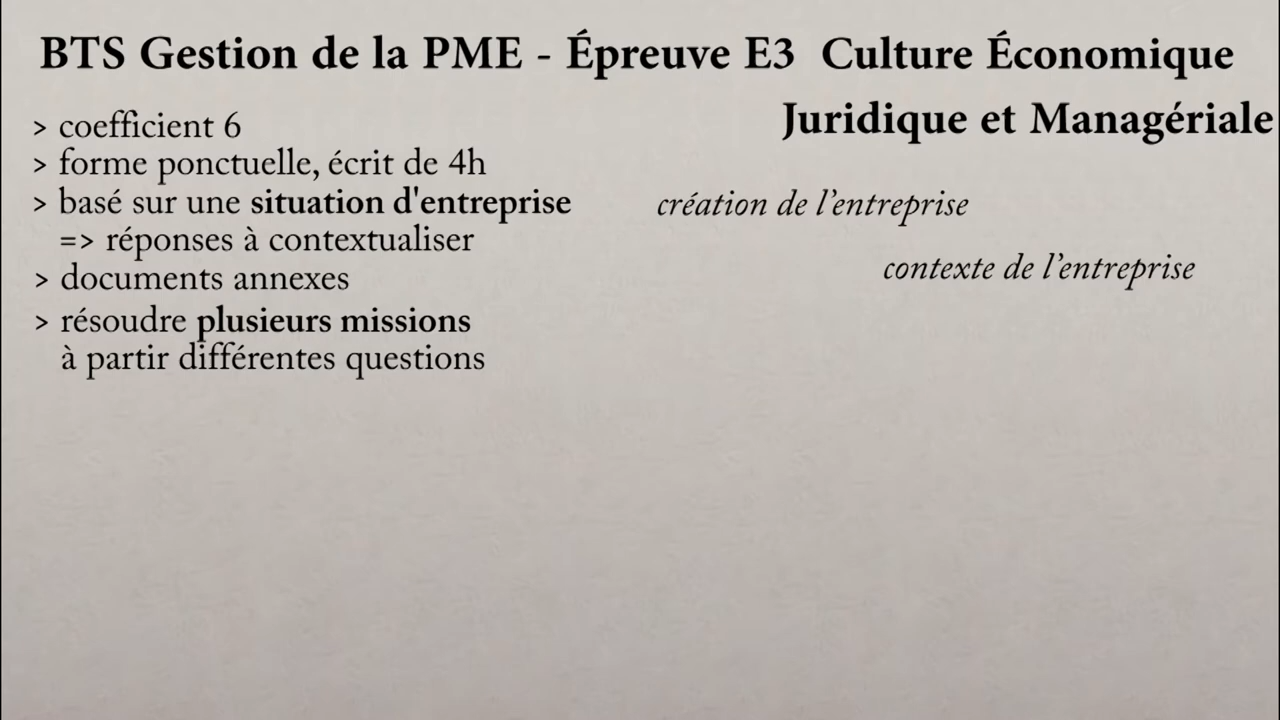 BTS Gestion de la PME - Épreuve E3 Culture Économique
Juridique et Managériale
> coefficient 6
> forme ponctuelle, écrit de 4h
> basé sur une situation d'entreprise
=> réponses à contextualiser
> documents annexes
> résoudre plusieurs missions
à partir différentes questions
création de l'entreprise
contexte de l'entreprise